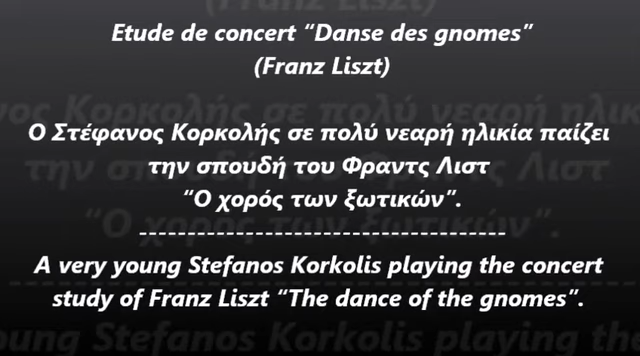 Etude de concert “Danse des gnomes”
(Franz Liszt)
Ο Στέφανος Κορκολής σε πολύ νεαρή ηλικία παίζει
την σπουδή του Φραντς Λιστ
“Ο χορός των ξωτικών”.
--------------------------------------
A very young Stefanos Korkolis playing the concert
study of Franz Liszt “The dance of the gnomes”.